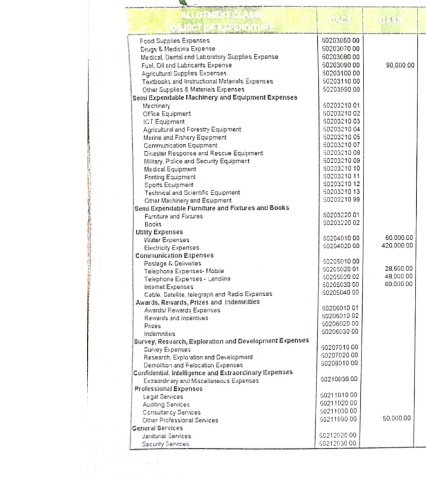 ALLOTMENT CLASS/
OBJECT OF EXPENDITURE
UACS GASS
Food Supplies Expenses 50203050 00
Drugs & Medicine Expense 50203070 00
Medical, Dental and Laboratory Supplies Expense 50203080 00
Fuel, Oil and Lubricants Expense 50203090 00 90,000.00
Agricultural Supplies Expenses 50203100 00
Textbooks and Instructional Materials Expenses 50203110 00
Other Supplies & Materials Expenses 50203990 00
Semi Expendable Machinery and Equipment Expenses
Machinery 50203210 01
Office Equipment 50203210 02
ICT Equipment 50203210 03
Agricultural and Forestry Equipment 50203210 04
Marine and Fishery Equipment 50203210 05
Communication Equipment 50203210 07
Disaster Response and Rescue Equipment 50203210 08
Military, Police and Security Equipment 50203210 09
Medical Equipment 50203210 10
Printing Equipment 50203210 11
Sports Equipment 50203210 12
Technical and Scientific Equipment 50203210 13
Other Machinery and Equipment 50203210 99
Semi Expendable Furniture and Fixtures and Books
Furniture and Fixtures 50203220 01
Books 50203220 02
Utility Expenses
Water Expenses 50204010 00 60,000.00
Electricity Expenses 50204020 00 420,000.00
Communication Expenses
Postage & Deliveries 50205010 00
Telephone Expenses- Mobile 50205020 01 28,600.00
Telephone Expenses - Landline 50205020 02 48,000.00
Internet Expenses 50205030 00 60,000.00
Cable, Satellite, telegraph and Radio Expenses 50205040 00
Awards, Rewards, Prizes and Indemnities
Awards/ Rewards Expenses 50206010 01
Rewards and Incentives 50206010 02
Prizes 50206020 00
Indemnities 50206030 00
Survey, Research, Exploration and Development Expenses
Survey Expenses 50207010 00
Research, Exploration and Development 50207020 00
Demolition and Relocation Expenses 50208010 00
Confidential, Intelligence and Extraordinary Expenses
Extraordinary and Miscellaneous Expenses 50210030 00
Professional Expenses
Legal Services 50211010 00
Auditing Services 50211020 00
Consultancy Services 50211030 00
Other Professional Services 50211990 00 50,000.00
General Services
Janitorial Services 50212020 00
Security Services 50212030 00